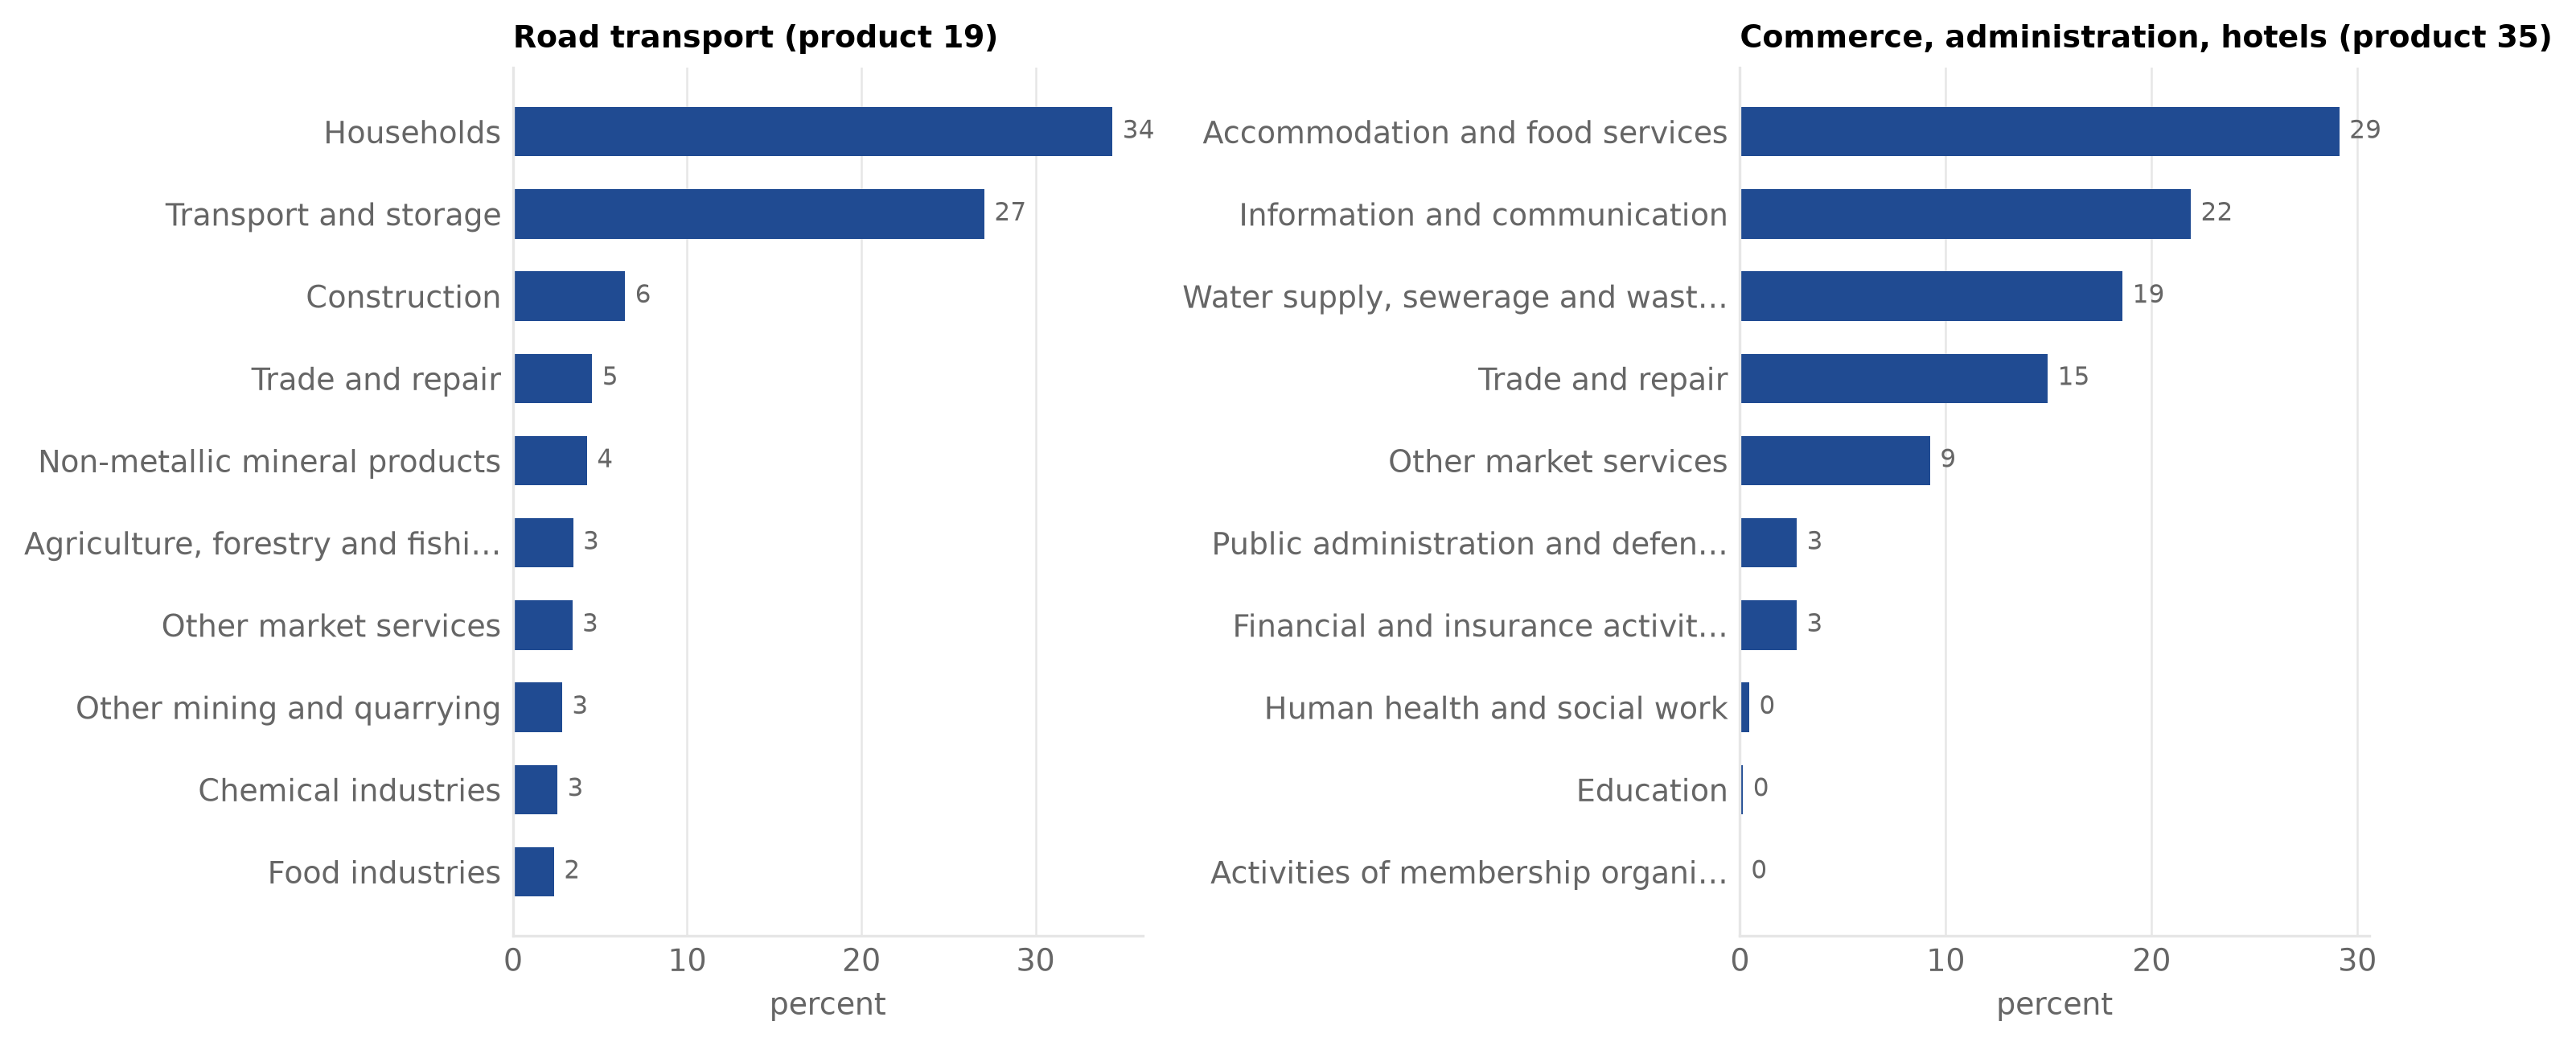 Road transport (product 19)
Households 34
Transport and storage 27
Construction 6
Trade and repair 5
Non-metallic mineral products 4
Agriculture, forestry and fishi... 3
Other market services 3
Other mining and quarrying 3
Chemical industries 3
Food industries 2
0 10 20 30
percent
Commerce, administration, hotels (product 35)
Accommodation and food services 29
Information and communication 22
Water supply, sewerage and wast... 19
Trade and repair 15
Other market services 9
Public administration and defen... 3
Financial and insurance activit... 3
Human health and social work 0
Education 0
Activities of membership organi... 0
0 10 20 30
percent